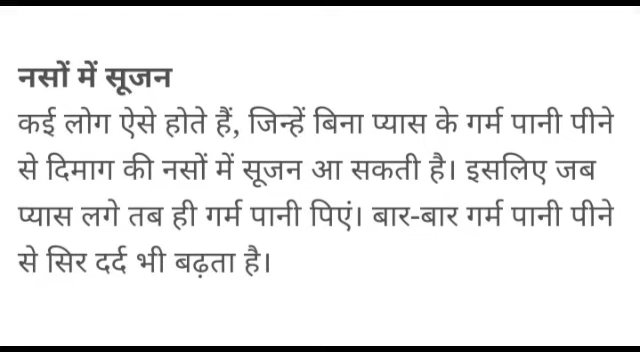 नसों में सूजन
कई लोग ऐसे होते हैं, जिन्हें बिना प्यास के गर्म पानी पीने
से दिमाग की नसों में सूजन आ सकती है। इसलिए जब
प्यास लगे तब ही गर्म पानी पिएं। बार-बार गर्म पानी पीने
से सिर दर्द भी बढ़ता है।